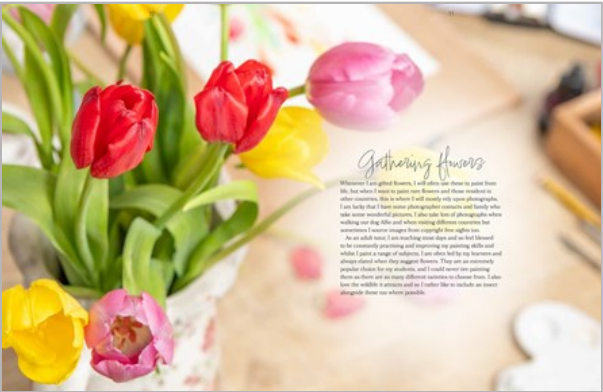 Gathering flowers
Whenever I am gifted flowers, I will often use these to paint from
life, but when I want to paint rare flowers and those resident to
other countries, this is where I will mostly rely upon photographs.
I am lucky that I have some photographer contacts and family who
take some wonderful pictures. I also take lots of photographs when
walking our dog Alfie and when visiting different countries but
sometimes I source images from copyright free sights too.
As an adult tutor, I am teaching most days and so feel blessed
to be constantly practising and improving my painting skills and
whilst I paint a range of subjects, I am often led by my learners and
always elated when they suggest flowers. They are an extremely
popular choice for my students, and I could never tire painting
them as there are so many different varieties to choose from. I also
love the wildlife it attracts and so I rather like to include an insect
alongside these too where possible.